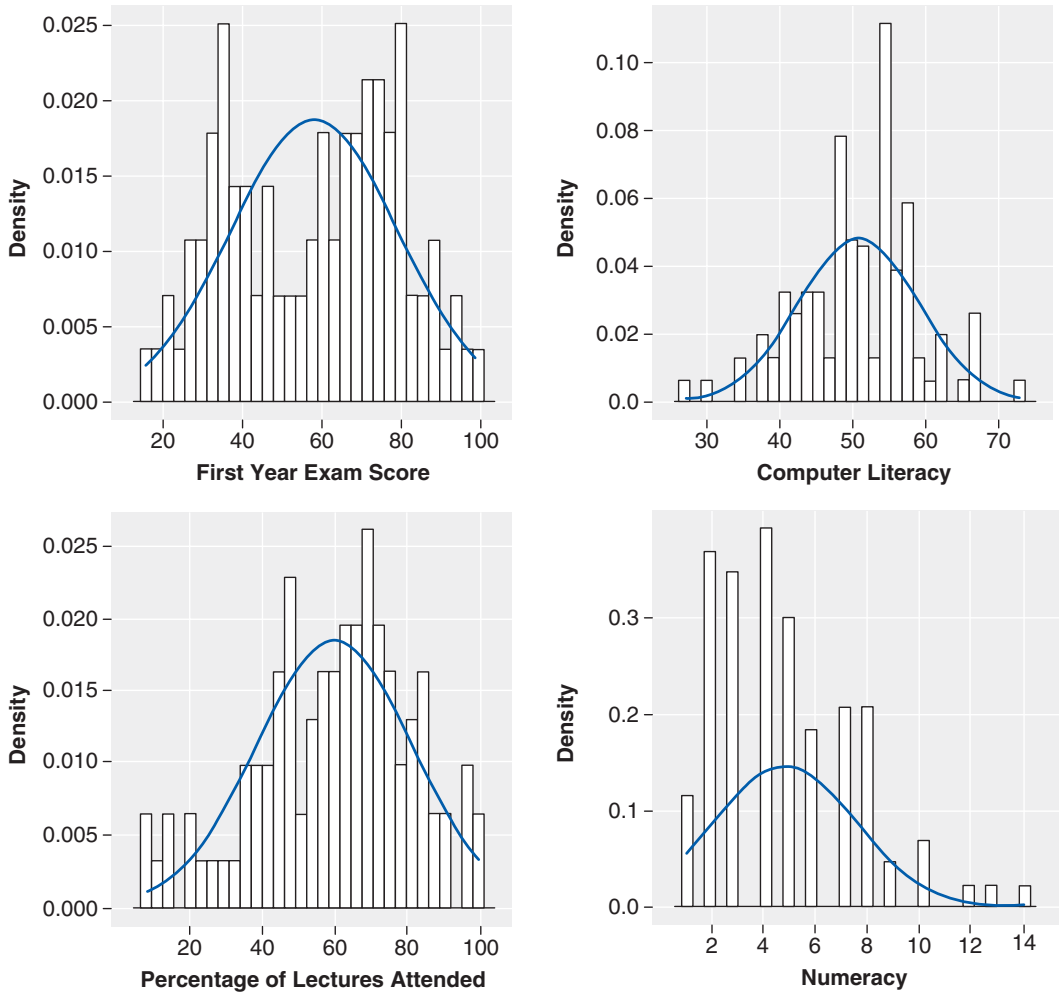 0.025
0.020
0.015
0.010
0.005
0.000
Density
20 40 60 80 100
First Year Exam Score
0.10
0.08
0.06
0.04
0.02
0.0
Density
30 40 50 60 70
Computer Literacy
0.025
0.020
0.015
0.010
0.005
0.000
Density
20 40 60 80 100
Percentage of Lectures Attended
0.3
0.2
0.1
0.0
Density
2 4 6 8 10 12 14
Numeracy